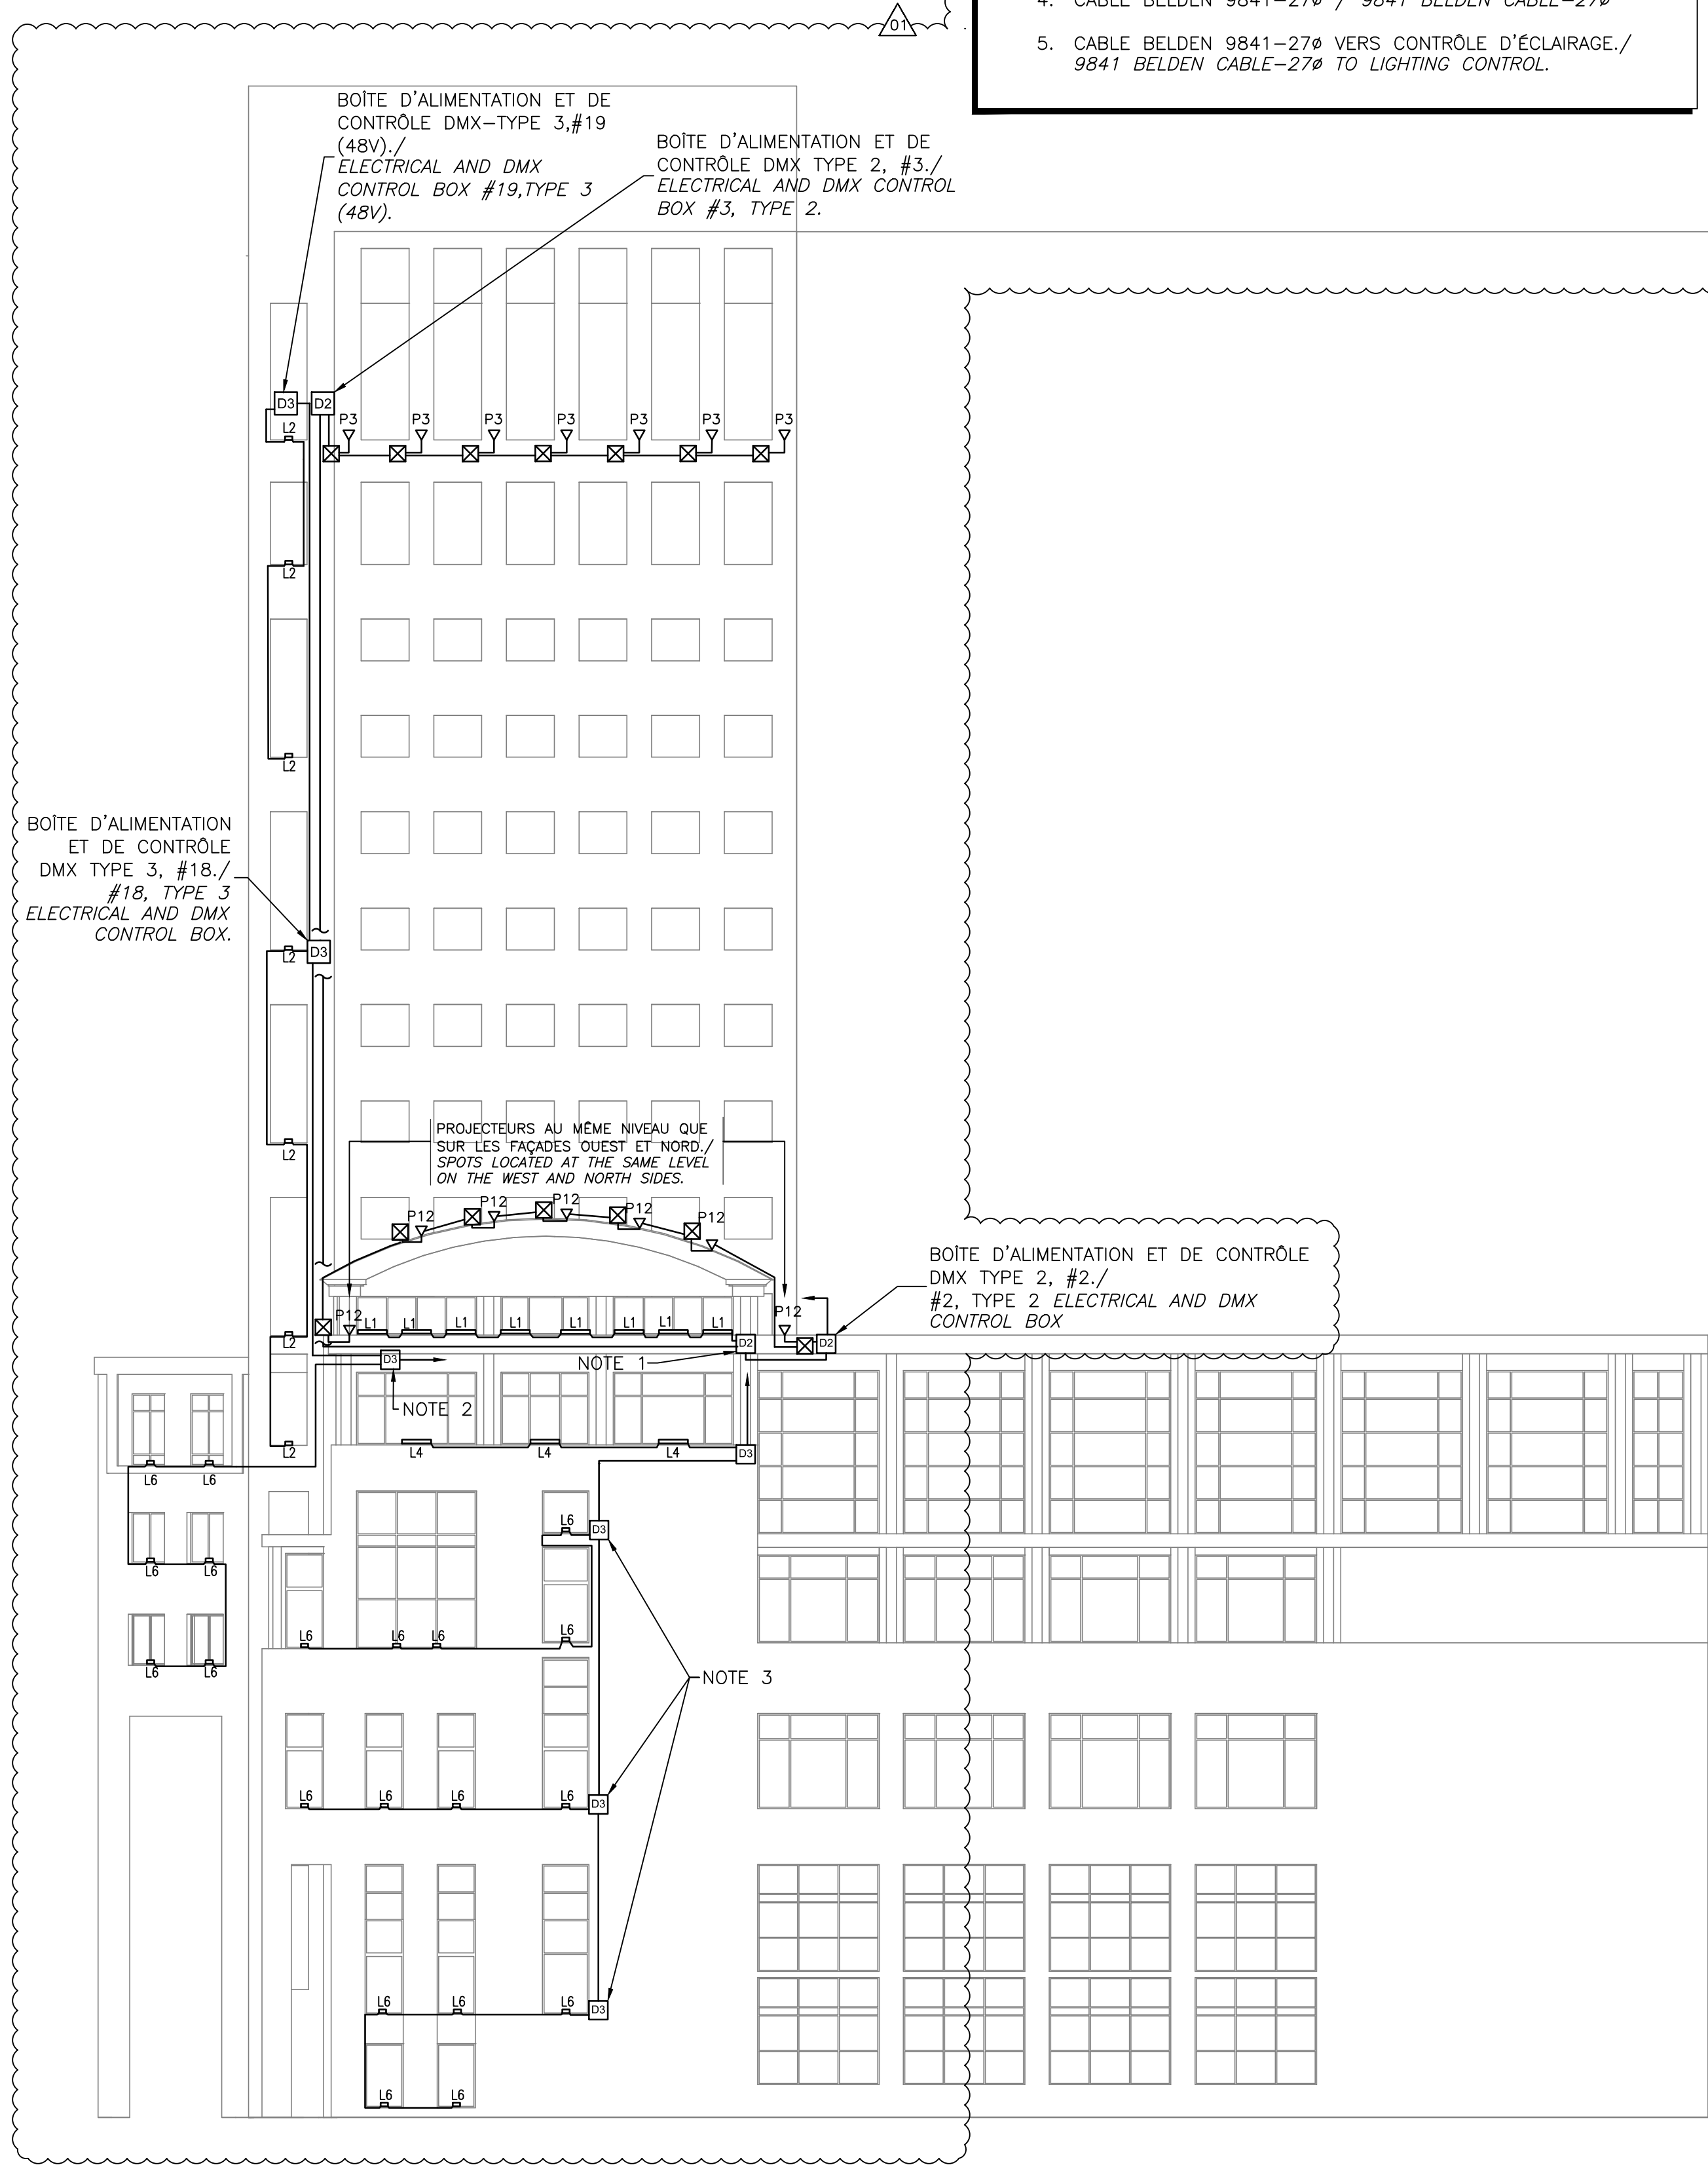 01
4. CABLE BELDEN 9841-27ø / 9841 BELDEN CABLE-27ø
5. CABLE BELDEN 9841-27ø VERS CONTRÔLE D'ÉCLAIRAGE./
9841 BELDEN CABLE-27ø TO LIGHTING CONTROL.
BOÎTE D'ALIMENTATION ET DE
CONTRÔLE DMX-TYPE 3,#19
(48V)./
ELECTRICAL AND DMX
CONTROL BOX #19,TYPE 3
(48V).
BOÎTE D'ALIMENTATION ET DE
CONTRÔLE DMX TYPE 2, #3./
ELECTRICAL AND DMX CONTROL
BOX #3, TYPE 2.
D3 D2
P3 P3 P3 P3 P3 P3 P3
L2
L2
L2
BOÎTE D'ALIMENTATION
ET DE CONTRÔLE
DMX TYPE 3, #18./
#18, TYPE 3
ELECTRICAL AND DMX
CONTROL BOX.
L2 D3
L2
PROJECTEURS AU MÊME NIVEAU QUE
SUR LES FAÇADES OUEST ET NORD./
SPOTS LOCATED AT THE SAME LEVEL
ON THE WEST AND NORTH SIDES.
P12 P12 P12 P12 P12
BOÎTE D'ALIMENTATION ET DE CONTRÔLE
DMX TYPE 2, #2./
#2, TYPE 2 ELECTRICAL AND DMX
CONTROL BOX
P12 L1 L1 L1 L1 L1 L1 L1 L1 P12
L2 D2 D2
D3 NOTE 1
NOTE 2
L2 L4 L4 L4 D3
L6 L6
L6 D3
L6 L6
L6 L6 L6 L6
L6 L6
NOTE 3
L6 L6 L6 L6 D3
L6 L6 L6 D3
L6 L6